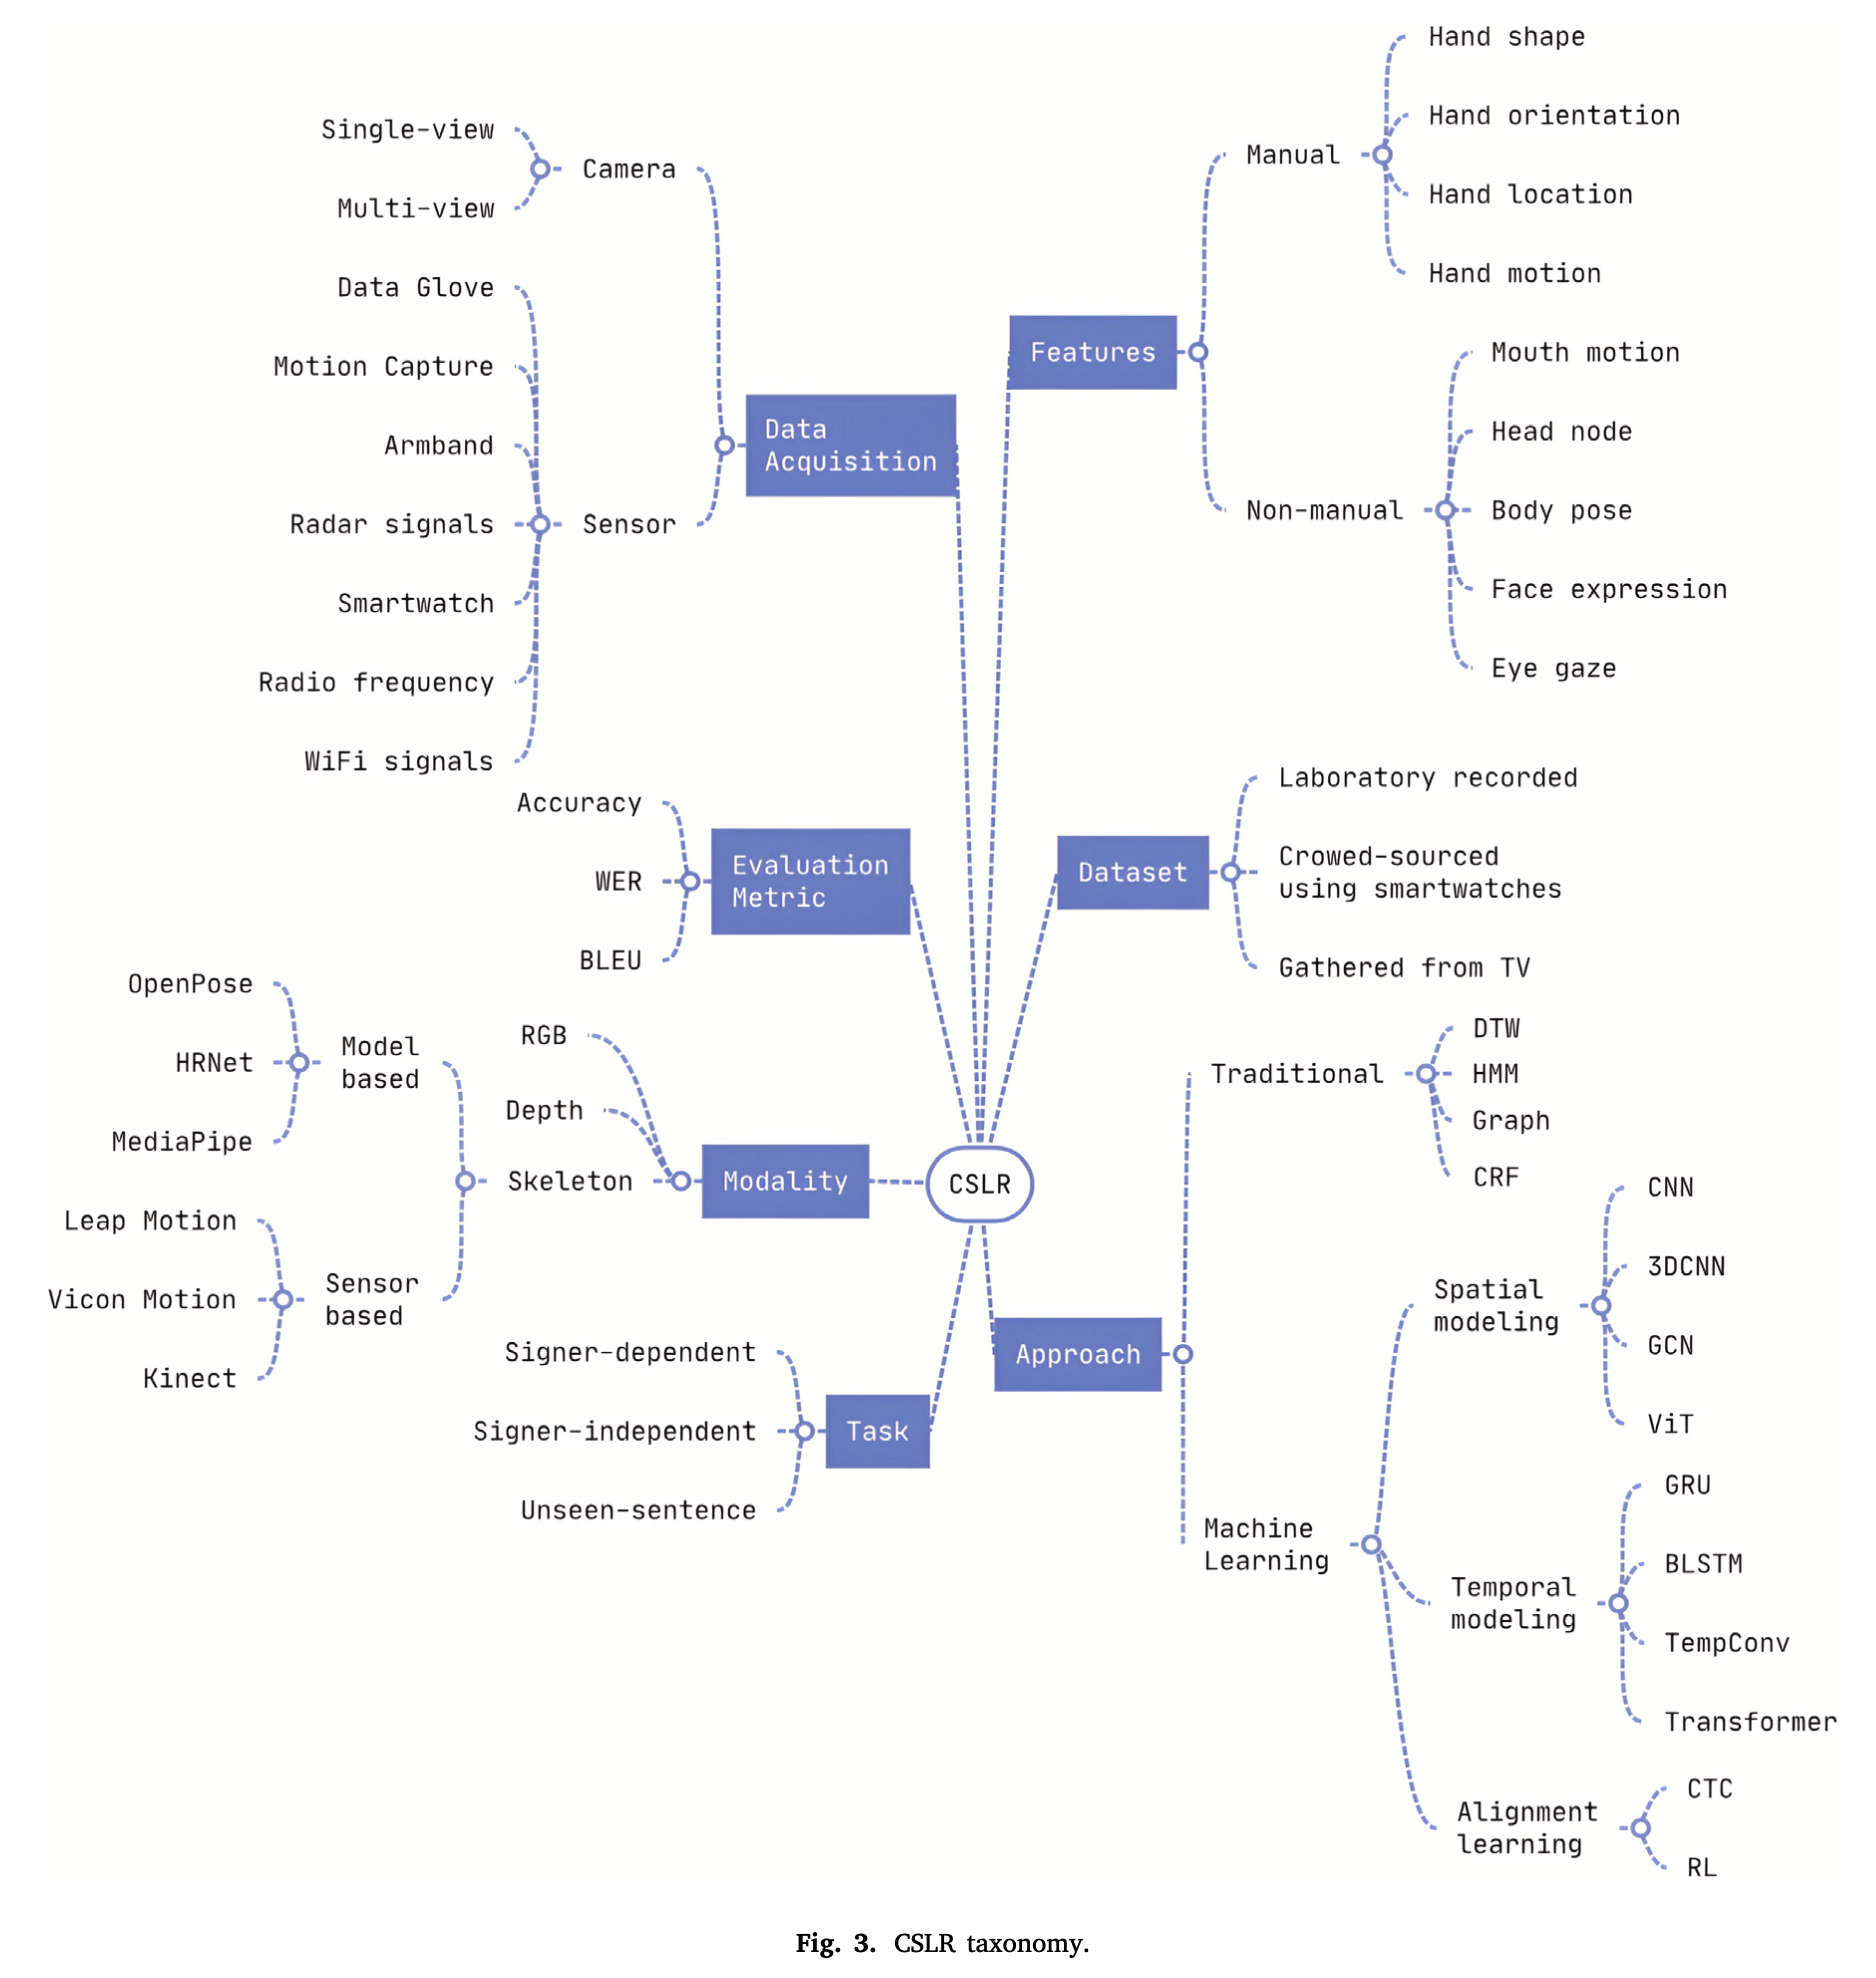 Single-view
Multi-view
Camera
Data Glove
Motion Capture
Armband
Radar signals
Smartwatch
Radio frequency
WiFi signals
Sensor
Data
Acquisition
Hand shape
Hand orientation
Hand location
Hand motion
Manual
Features
Mouth motion
Head node
Body pose
Face expression
Eye gaze
Non-manual
Accuracy
WER
BLEU
Evaluation
Metric
Dataset
Laboratory recorded
Crowed-sourced
using smartwatches
Gathered from TV
OpenPose
HRNet
MediaPipe
Model
based
Leap Motion
Vicon Motion
Kinect
Sensor
based
RGB
Depth
Skeleton
Modality
CSLR
Signer-dependent
Signer-independent
Unseen-sentence
Task
Approach
Traditional
DTW
HMM
Graph
CRF
Machine
Learning
Spatial
modeling
CNN
3DCNN
GCN
ViT
Temporal
modeling
GRU
BLSTM
TempConv
Transformer
Alignment
learning
CTC
RL
Fig. 3. CSLR taxonomy.